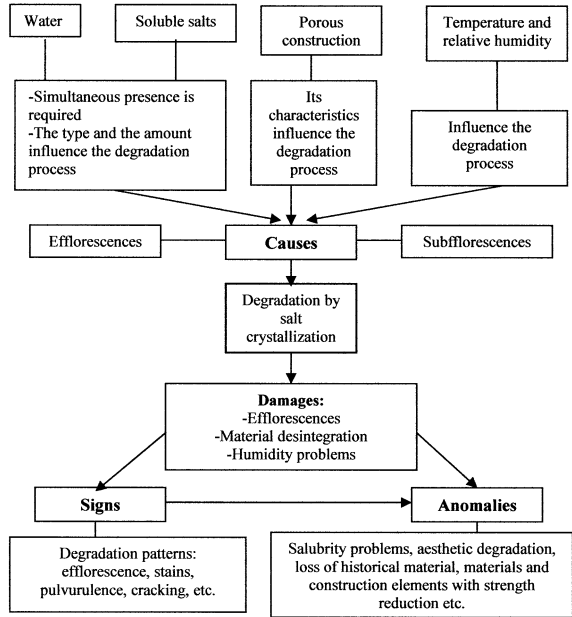 Water
Soluble salts
Porous
construction
Temperature and
relative humidity
-Simultaneous presence is
required
-The type and the amount
influence the degradation
process
Its
characteristics
influence the
degradation
process
Influence the
degradation
process
Efflorescences
Causes
Subfflorescences
Degradation by
salt
crystallization
Damages:
-Efflorescences
-Material desintegration
-Humidity problems
Signs
Anomalies
Degradation patterns:
efflorescence, stains,
pulvurulence, cracking, etc.
Salubrity problems, aesthetic degradation,
loss of historical material, materials and
construction elements with strength
reduction etc.